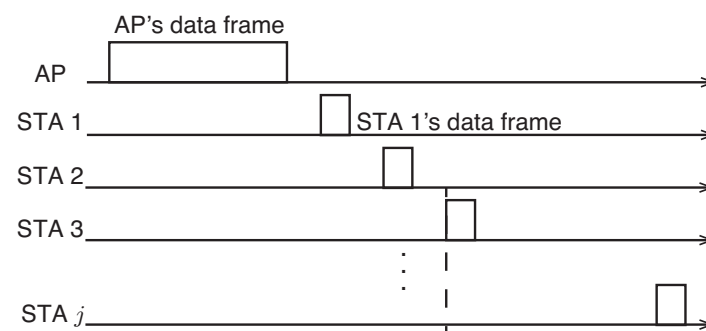 AP's data frame
AP
STA 1
STA 1's data frame
STA 2
STA 3
STA j